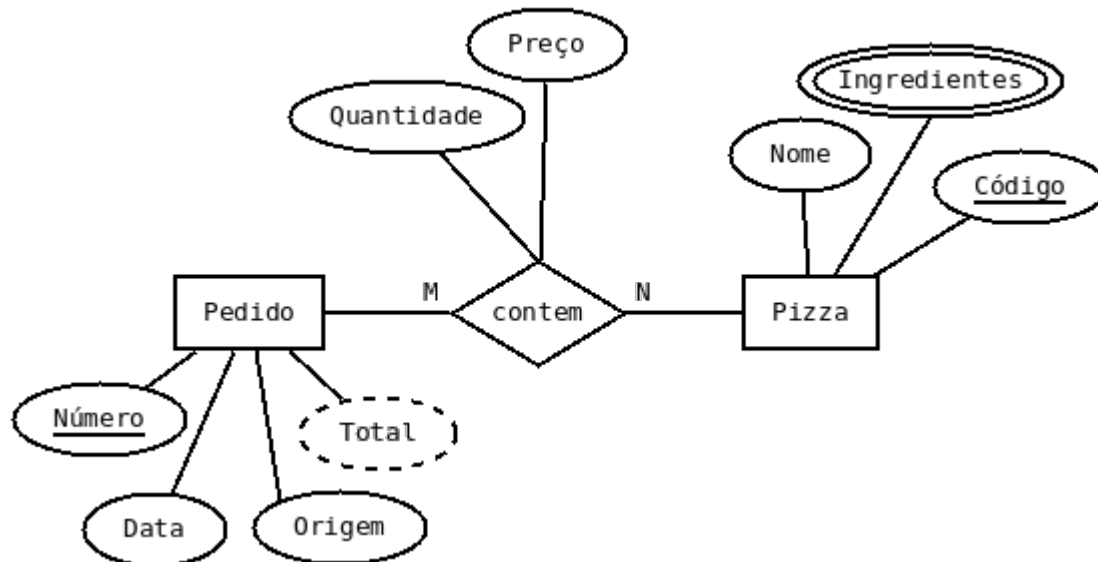 Preço
Ingredientes
Quantidade
Nome
Código
M
N
Pedido
contem
Pizza
Número
Total
Data
Origem